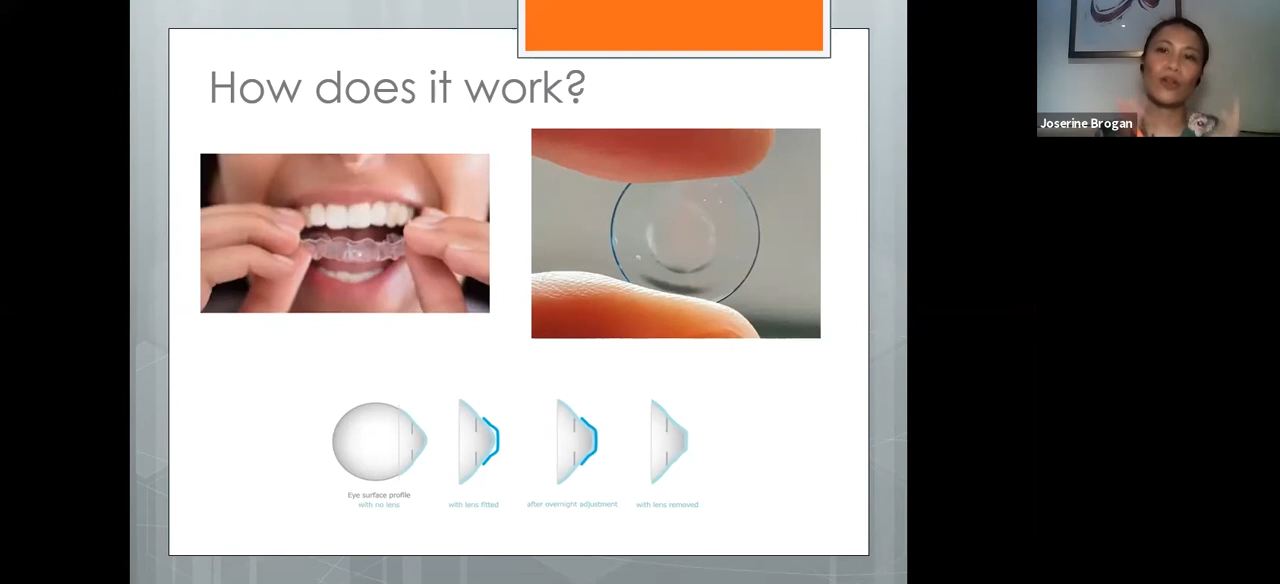 How does it work?
Joserine Brogan
Eye surface profile
with no lens
with lens fitted
after overnight adjustment
with lens removed